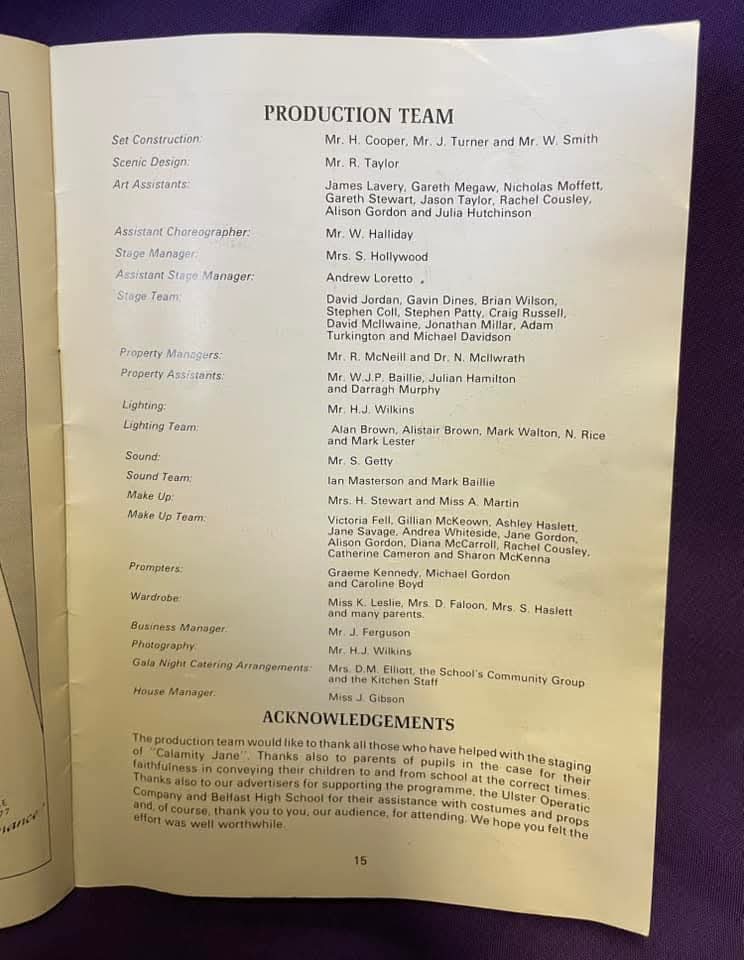 PRODUCTION TEAM
Set Construction: Mr. H. Cooper, Mr. J. Turner and Mr. W. Smith
Scenic Design: Mr. R. Taylor
Art Assistants: James Lavery, Gareth Megaw, Nicholas Moffett,
Gareth Stewart, Jason Taylor, Rachel Cousley,
Alison Gordon and Julia Hutchinson
Assistant Choreographer: Mr. W. Halliday
Stage Manager: Mrs. S. Hollywood
Assistant Stage Manager: Andrew Loretto
Stage Team: David Jordan, Gavin Dines, Brian Wilson,
Stephen Coll, Stephen Patty, Craig Russell,
David McIlwaine, Jonathan Millar, Adam
Turkington and Michael Davidson
Property Managers: Mr. R. McNeill and Dr. N. McIlwrath
Property Assistants: Mr. W.J.P. Baillie, Julian Hamilton
and Darragh Murphy
Lighting: Mr. H.J. Wilkins
Lighting Team: Alan Brown, Alistair Brown, Mark Walton, N. Rice
and Mark Lester
Sound: Mr. S. Getty
Sound Team: Ian Masterson and Mark Baillie
Make Up: Mrs. H. Stewart and Miss A. Martin
Make Up Team: Victoria Fell, Gillian McKeown, Ashley Haslett,
Jane Savage, Andrea Whiteside, Jane Gordon,
Alison Gordon, Diana McCarroll, Rachel Cousley,
Catherine Cameron and Sharon McKenna
Prompters: Graeme Kennedy, Michael Gordon
and Caroline Boyd
Wardrobe: Miss K. Leslie, Mrs. D. Faloon, Mrs. S. Haslett
and many parents.
Business Manager: Mr. J. Ferguson
Photography: Mr. H.J. Wilkins
Gala Night Catering Arrangements: Mrs. D.M. Elliott, the School's Community Group
and the Kitchen Staff
House Manager: Miss J. Gibson
ACKNOWLEDGEMENTS
The production team would like to thank all those who have helped with the staging
of "Calamity Jane". Thanks also to parents of pupils in the case for their
faithfulness in conveying their children to and from school at the correct times.
Thanks also to our advertisers for supporting the programme, the Ulster Operatic
Company and Belfast High School for their assistance with costumes and props
and, of course, thank you to you, our audience, for attending. We hope you felt the
effort was well worthwhile.
15